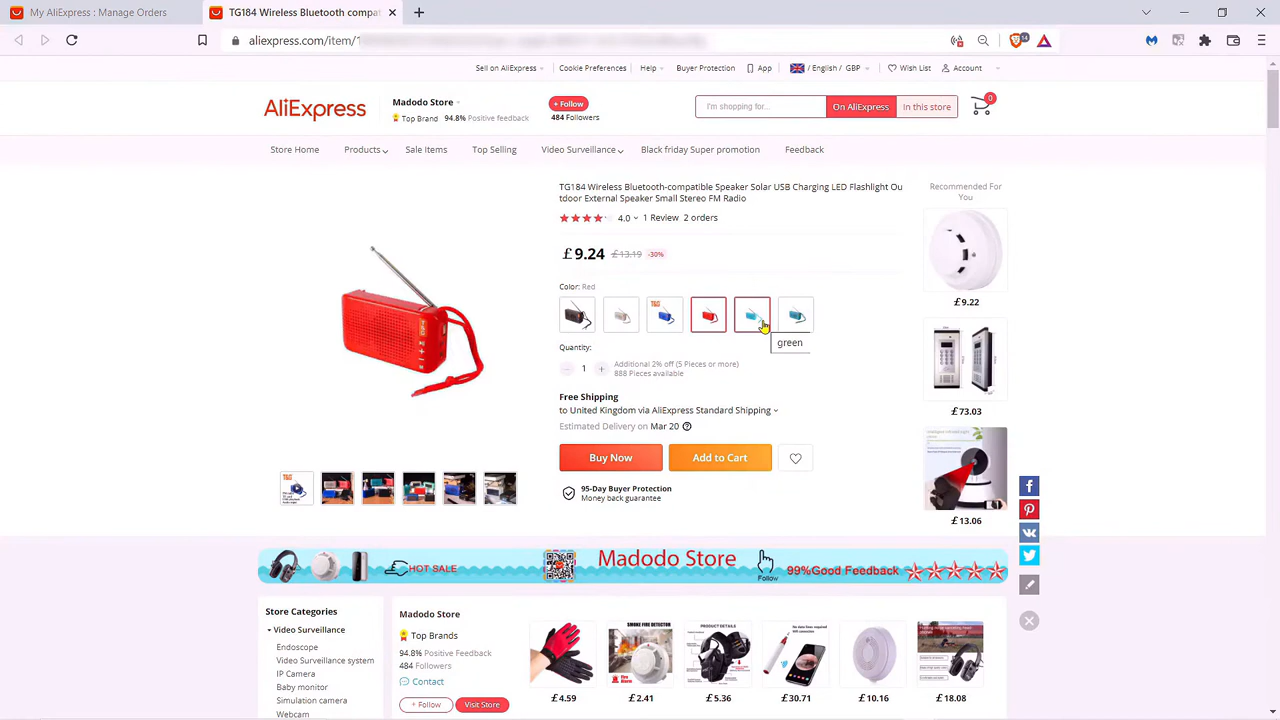 My AliExpress : Manage Orders
TG184 Wireless Bluetooth compat
aliexpress.com/item/
14
Sell on AliExpress
Cookie Preferences
Help
Buyer Protection
App
/ English / GBP
Wish List
Account
AliExpress
Madodo Store
Top Brand 94.8% Positive feedback
+ Follow
484 Followers
I'm shopping for...
On AliExpress
In this store
0
Store Home
Products
Sale Items
Top Selling
Video Surveillance
Black friday Super promotion
Feedback
TG184 Wireless Bluetooth-compatible Speaker Solar USB Charging LED Flashlight Ou
tdoor External Speaker Small Stereo FM Radio
4.0 1 Review 2 orders
£9.24 £13.19 -30%
Color: Red
TG
green
Quantity:
1
Additional 2% off (5 Pieces or more)
888 Pieces available
Free Shipping
to United Kingdom via AliExpress Standard Shipping
Estimated Delivery on Mar 20
Buy Now
Add to Cart
95-Day Buyer Protection
Money back guarantee
Recommended For
You
£9.22
£73.03
£13.06
HOT SALE
Madodo Store
Follow
99%Good Feedback
Store Categories
Video Surveillance
Endoscope
Video Surveillance system
IP Camera
Baby monitor
Simulation camera
Webcam
Madodo Store
Top Brands
94.8% Positive Feedback
484 Followers
Contact
+ Follow
Visit Store
SMOKE FIRE DETECTOR
PRODUCT DETAILS
£4.59
£2.41
£5.36
£30.71
£10.16
£18.08